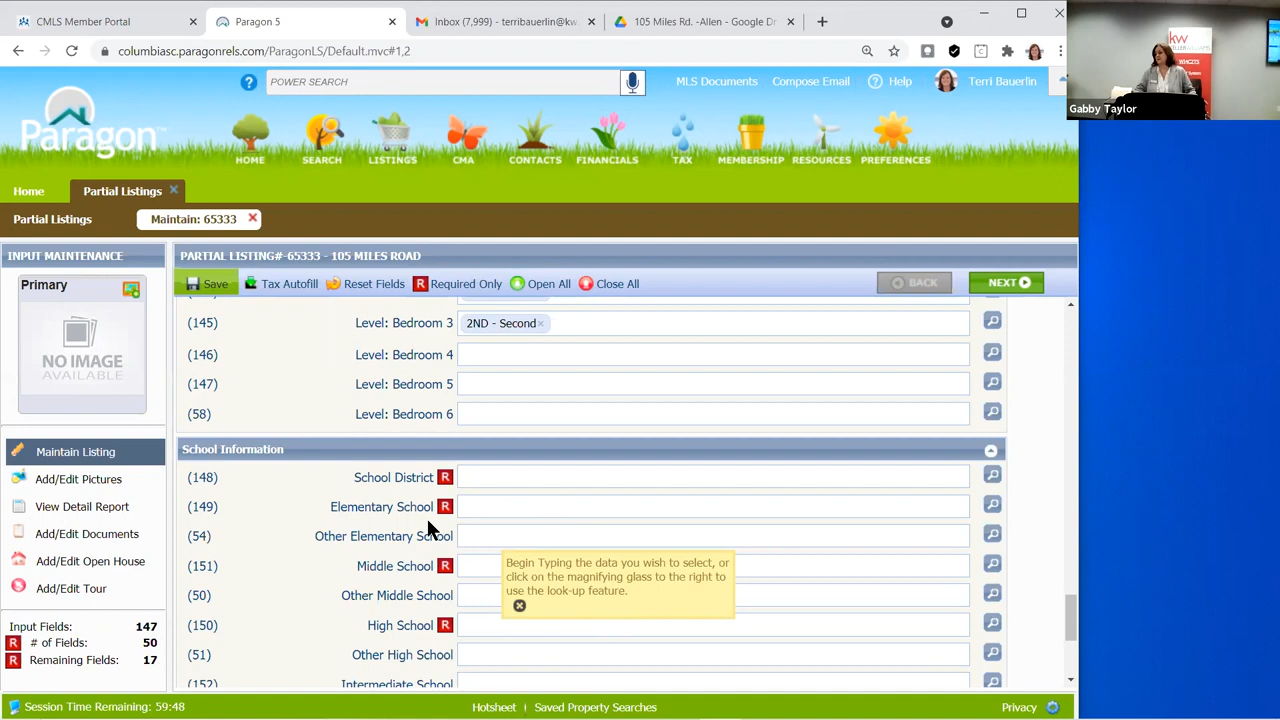 CMLS Member Portal
Paragon 5
Inbox (7,999) - terribauerlin@kw.
105 Miles Rd. -Allen - Google Dr
columbiasc.paragonrels.com/ParagonLS/Default.mvc#1,2
kw
KELLER WILLIAMS
Gabby Taylor
POWER SEARCH
MLS Documents
Compose Email
Help
Terri Bauerlin
Paragon
HOME
SEARCH
LISTINGS
CMA
CONTACTS
FINANCIALS
TAX
MEMBERSHIP
RESOURCES
PREFERENCES
Home
Partial Listings
Partial Listings
Maintain: 65333
INPUT MAINTENANCE
PARTIAL LISTING#-65333 - 105 MILES ROAD
Primary
NO IMAGE
AVAILABLE
Save
Tax Autofill
Reset Fields
R Required Only
Open All
Close All
BACK
NEXT
(145) Level: Bedroom 3 2ND - Second
(146) Level: Bedroom 4
(147) Level: Bedroom 5
(58) Level: Bedroom 6
School Information
(148) School District R
(149) Elementary School R
(54) Other Elementary School
(151) Middle School R
(50) Other Middle School
(150) High School R
(51) Other High School
(152) Intermediate School
Begin Typing the data you wish to select, or
click on the magnifying glass to the right to
use the look-up feature.
Maintain Listing
Add/Edit Pictures
View Detail Report
Add/Edit Documents
Add/Edit Open House
Add/Edit Tour
Input Fields: 147
R # of Fields: 50
R Remaining Fields: 17
Session Time Remaining: 59:48
Hotsheet
Saved Property Searches
Privacy